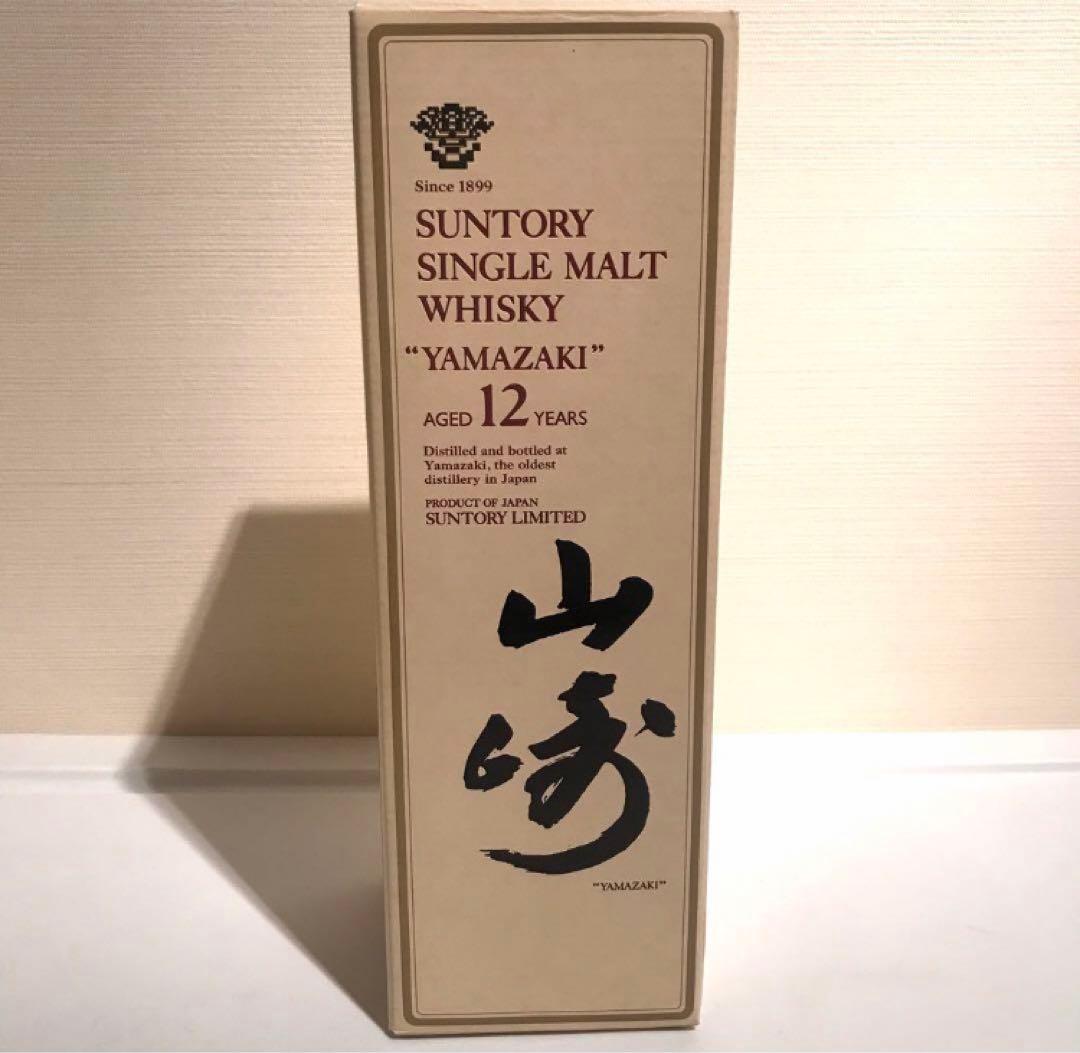 Since 1899
SUNTORY
SINGLE MALT
WHISKY
“YAMAZAKI”
AGED 12 YEARS
Distilled and bottled at
Yamazaki, the oldest
distillery in Japan
PRODUCT OF JAPAN
SUNTORY LIMITED
山
崎
“YAMAZAKI”